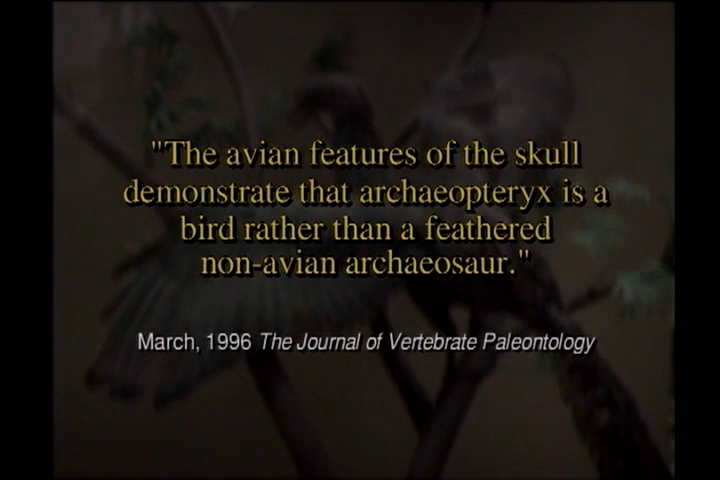 "The avian features of the skull
demonstrate that archaeopteryx is a
bird rather than a feathered
non-avian archaeosaur."
March, 1996 The Journal of Vertebrate Paleontology